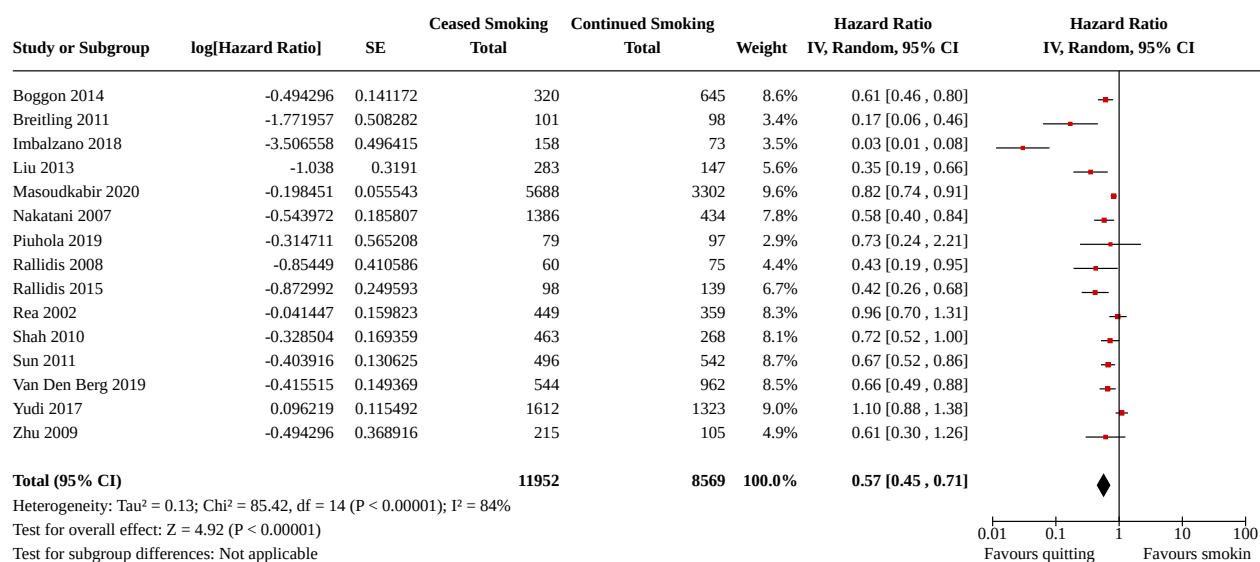 Ceased Smoking Continued Smoking Hazard Ratio Hazard Ratio
Study or Subgroup log[Hazard Ratio] SE Total Total Weight IV, Random, 95% CI IV, Random, 95% CI
Boggon 2014 -0.494296 0.141172 320 645 8.6% 0.61 [0.46 , 0.80]
Breitling 2011 -1.771957 0.508282 101 98 3.4% 0.17 [0.06 , 0.46]
Imbalzano 2018 -3.506558 0.496415 158 73 3.5% 0.03 [0.01 , 0.08]
Liu 2013 -1.038 0.3191 283 147 5.6% 0.35 [0.19 , 0.66]
Masoudkabir 2020 -0.198451 0.055543 5688 3302 9.6% 0.82 [0.74 , 0.91]
Nakatani 2007 -0.543972 0.185807 1386 434 7.8% 0.58 [0.40 , 0.84]
Piuhola 2019 -0.314711 0.565208 79 97 2.9% 0.73 [0.24 , 2.21]
Rallidis 2008 -0.85449 0.410586 60 75 4.4% 0.43 [0.19 , 0.95]
Rallidis 2015 -0.872992 0.249593 98 139 6.7% 0.42 [0.26 , 0.68]
Rea 2002 -0.041447 0.159823 449 359 8.3% 0.96 [0.70 , 1.31]
Shah 2010 -0.328504 0.169359 463 268 8.1% 0.72 [0.52 , 1.00]
Sun 2011 -0.403916 0.130625 496 542 8.7% 0.67 [0.52 , 0.86]
Van Den Berg 2019 -0.415515 0.149369 544 962 8.5% 0.66 [0.49 , 0.88]
Yudi 2017 0.096219 0.115492 1612 1323 9.0% 1.10 [0.88 , 1.38]
Zhu 2009 -0.494296 0.368916 215 105 4.9% 0.61 [0.30 , 1.26]
Total (95% CI) 11952 8569 100.0% 0.57 [0.45 , 0.71]
Heterogeneity: Tau² = 0.13; Chi² = 85.42, df = 14 (P < 0.00001); I² = 84%
Test for overall effect: Z = 4.92 (P < 0.00001) 0.01 0.1 1 10 100
Test for subgroup differences: Not applicable Favours quitting Favours smokin